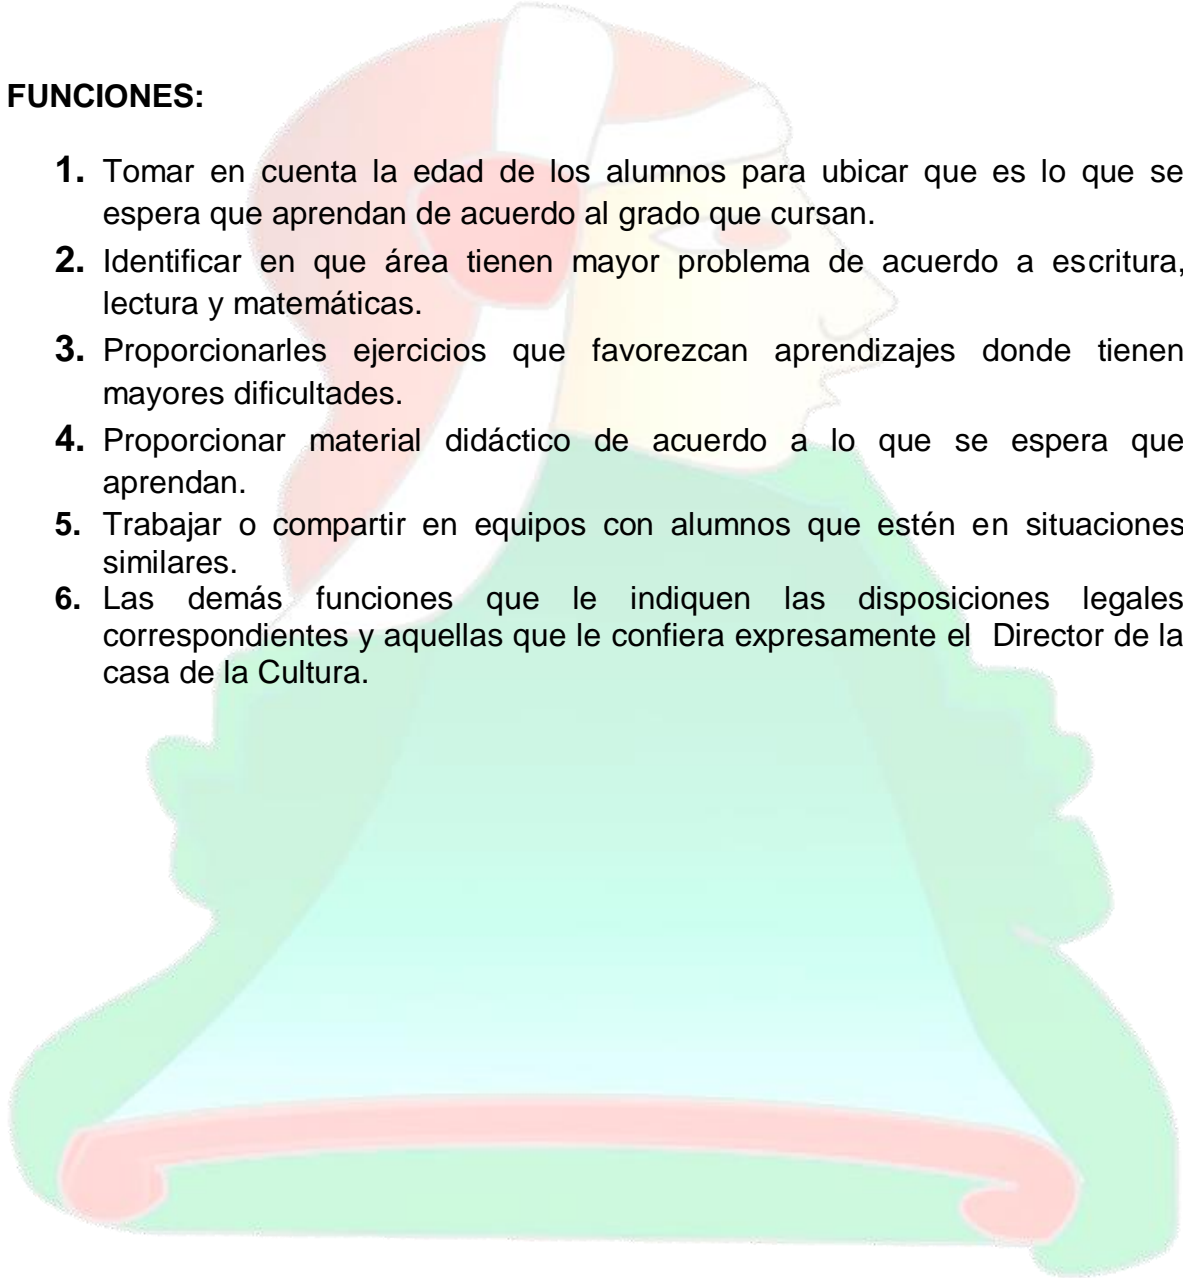 FUNCIONES:
1. Tomar en cuenta la edad de los alumnos para ubicar que es lo que se
espera que aprendan de acuerdo al grado que cursan.
2. Identificar en que área tienen mayor problema de acuerdo a escritura,
lectura y matemáticas.
3. Proporcionarles ejercicios que favorezcan aprendizajes donde tienen
mayores dificultades.
4. Proporcionar material didáctico de acuerdo a lo que se espera que
aprendan.
5. Trabajar o compartir en equipos con alumnos que estén en situaciones
similares.
6. Las demás funciones que le indiquen las disposiciones legales
correspondientes y aquellas que le confiera expresamente el Director de la
casa de la Cultura.